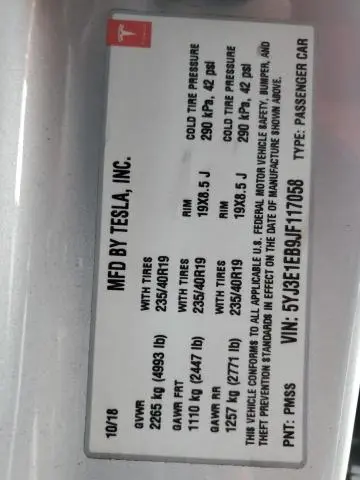 10/18 MFD BY TESLA, INC.
GVWR WITH TIRES
2265 kg (4993 lb) 235/40R19
GAWR FRT WITH TIRES RIM COLD TIRE PRESSURE
1110 kg (2447 lb) 235/40R19 19X8.5 J 290 kPa, 42 psi
GAWR RR WITH TIRES RIM COLD TIRE PRESSURE
1257 kg (2771 lb) 235/40R19 19X8.5 J 290 kPa, 42 psi
THIS VEHICLE CONFORMS TO ALL APPLICABLE U.S. FEDERAL MOTOR VEHICLE SAFETY, BUMPER, AND
THEFT PREVENTION STANDARDS IN EFFECT ON THE DATE OF MANUFACTURE SHOWN ABOVE.
PNT: PMSS VIN: 5YJ3E1EB9JF117058 TYPE: PASSENGER CAR